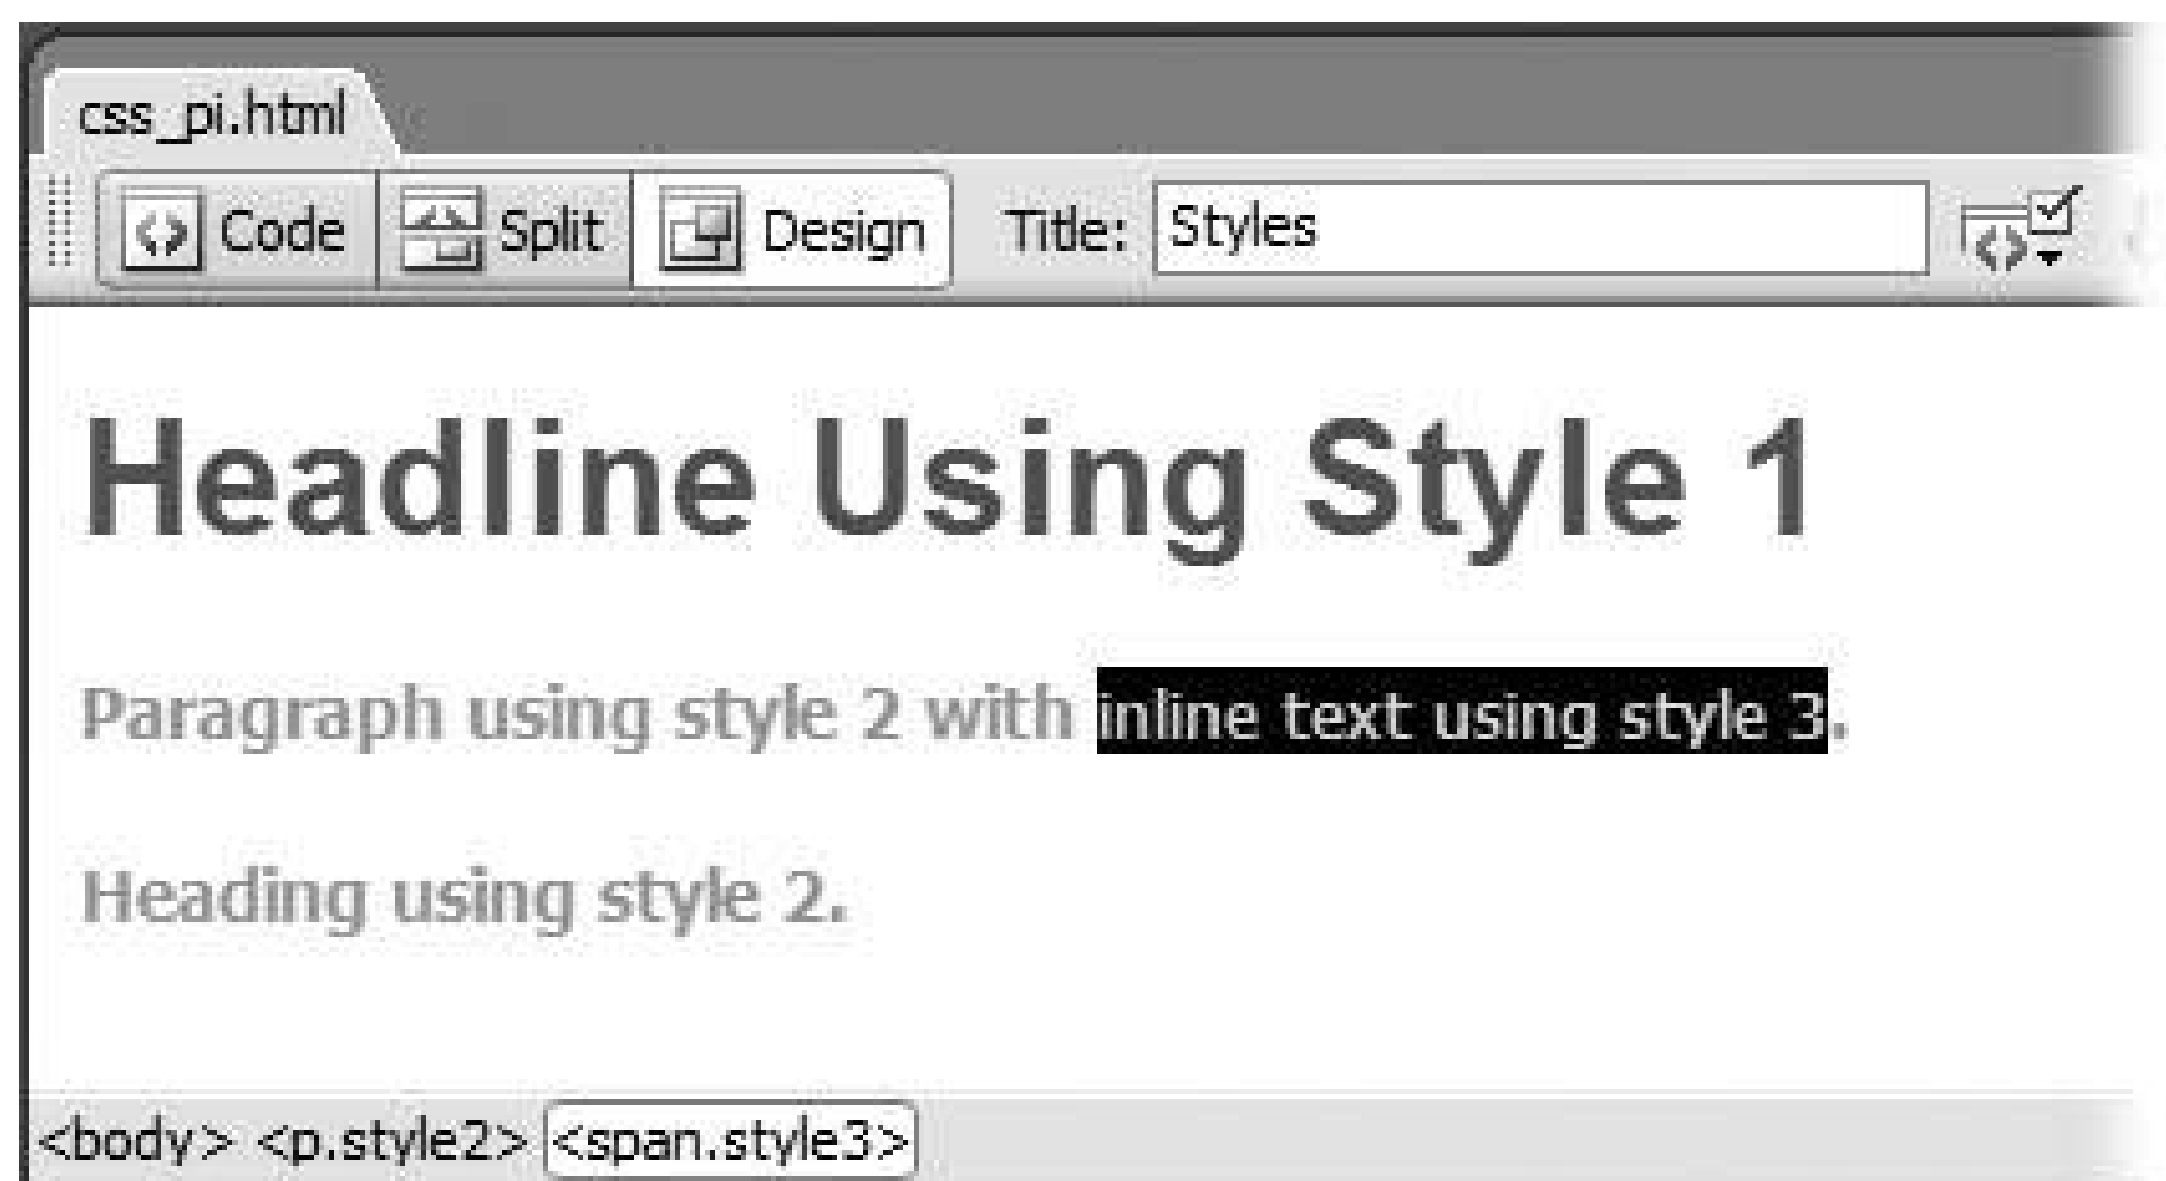 css_pi.html
Code Split Design Title: Styles
Headline Using Style 1
Paragraph using style 2 with inline text using style 3.
Heading using style 2.
<body> <p.style2> <span.style3>